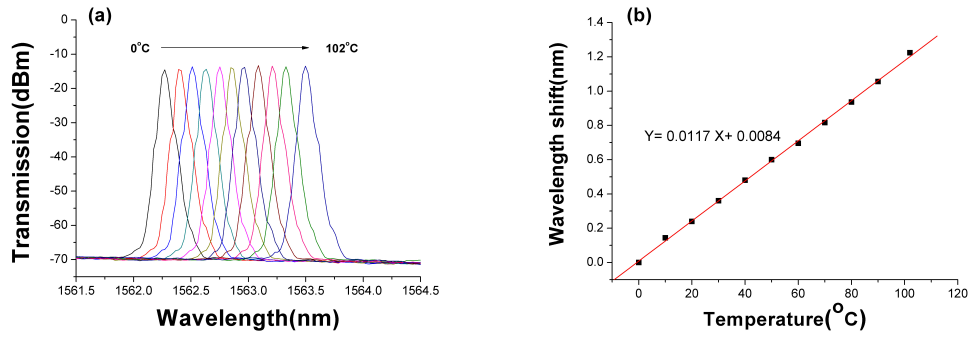 (a)
0°C 102°C
Transmission(dBm)
0
-10
-20
-30
-40
-50
-60
-70
1561.5 1562.0 1562.5 1563.0 1563.5 1564.0 1564.5
Wavelength(nm)
(b)
Wavelength shift(nm)
1.4
1.2
1.0
0.8
0.6
0.4
0.2
0.0
Y= 0.0117 X+ 0.0084
0 20 40 60 80 100 120
Temperature(°C)